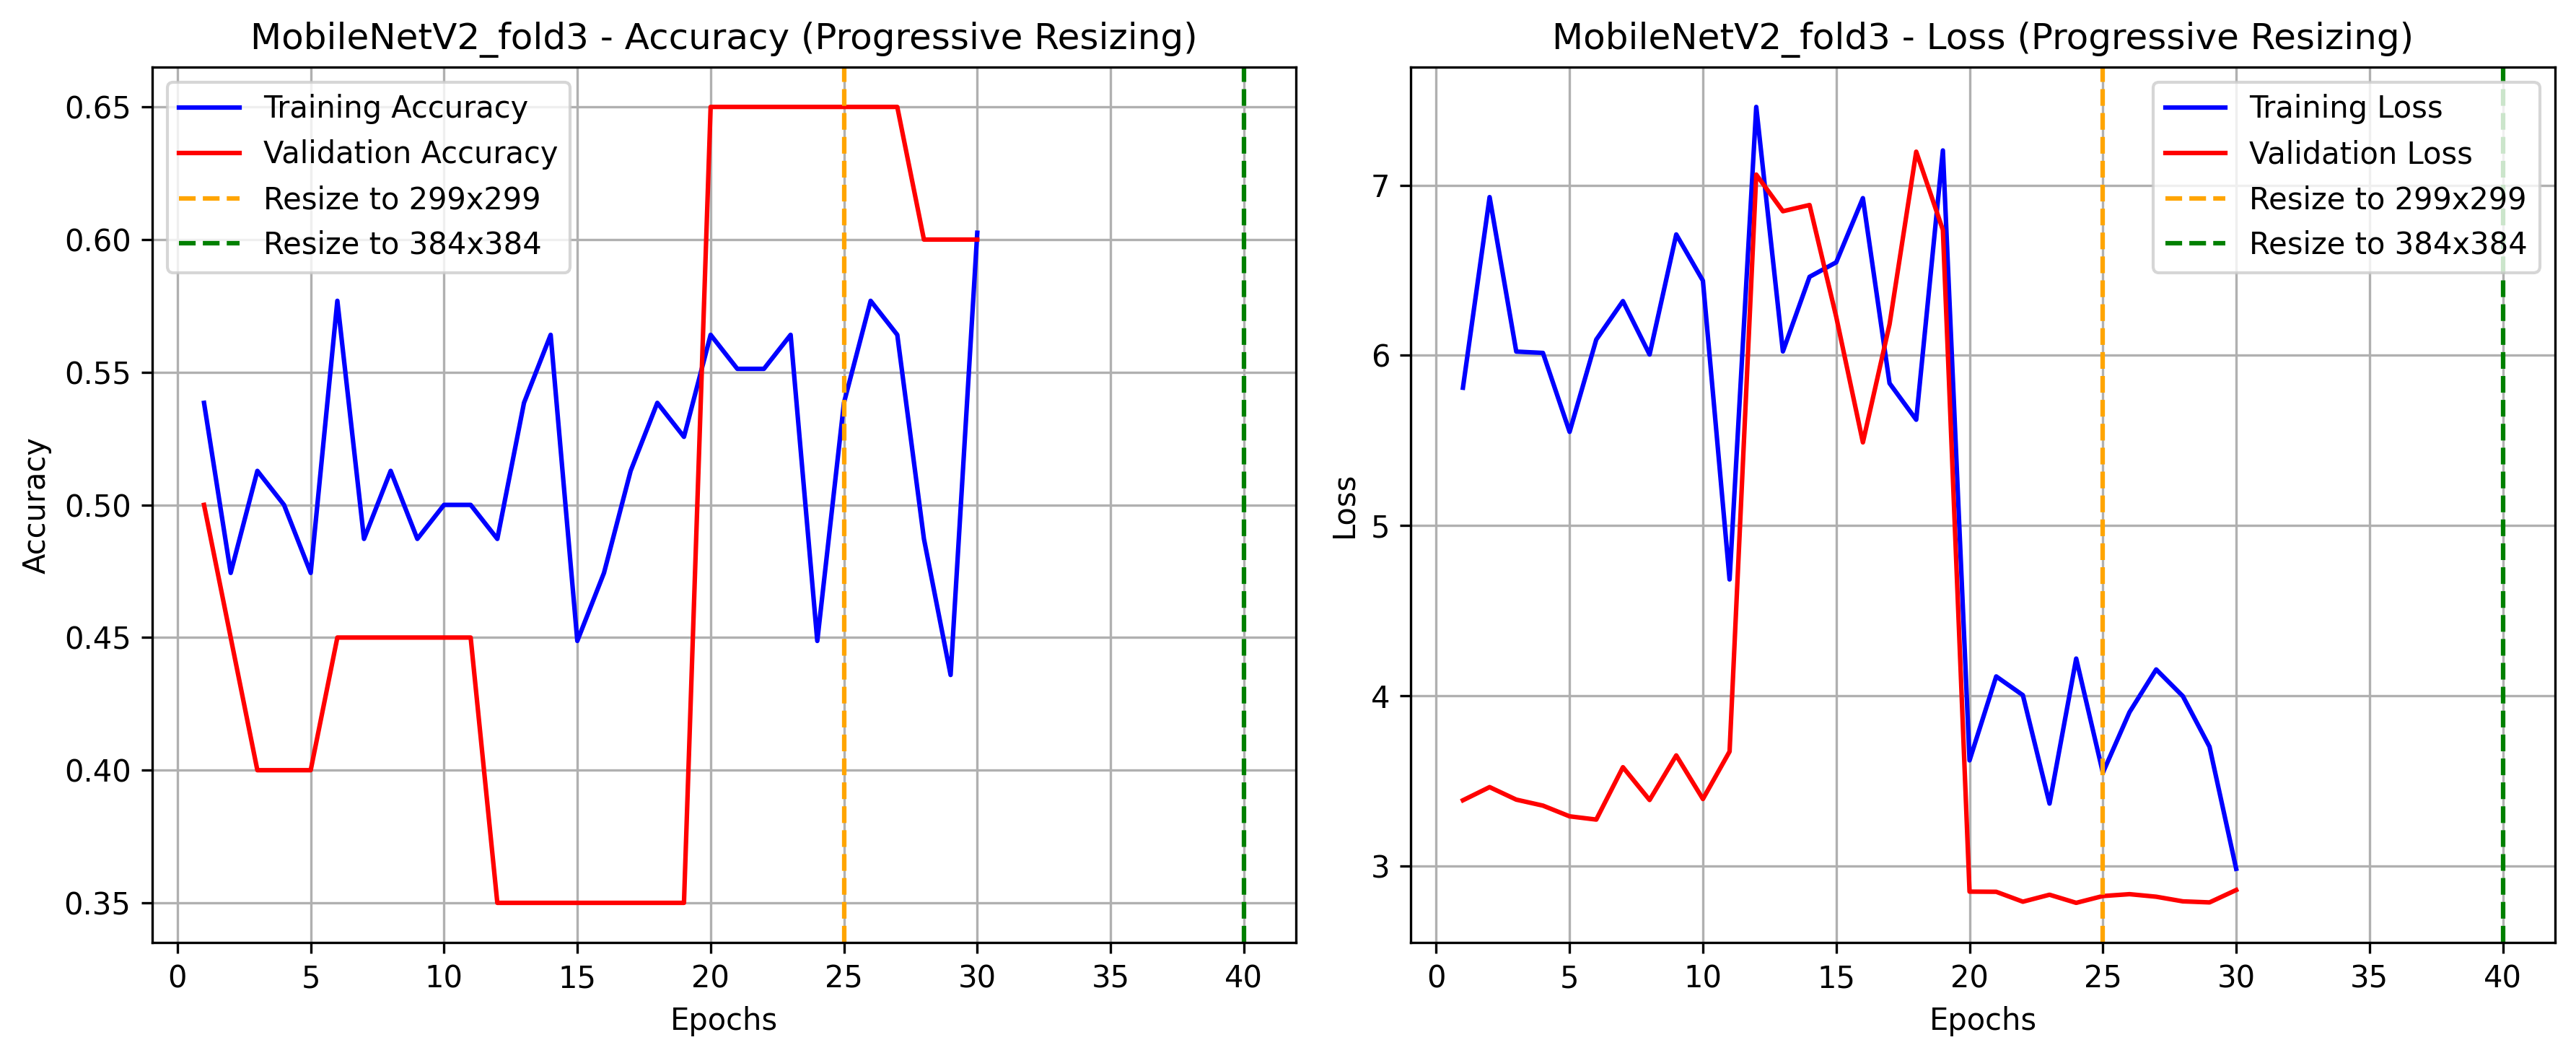 MobileNetV2_fold3 - Accuracy (Progressive Resizing)
Training Accuracy
Validation Accuracy
Resize to 299x299
Resize to 384x384
0.65
0.60
0.55
0.50
0.45
0.40
0.35
Accuracy
0 5 10 15 20 25 30 35 40
Epochs
MobileNetV2_fold3 - Loss (Progressive Resizing)
Training Loss
Validation Loss
Resize to 299x299
Resize to 384x384
7
6
5
4
3
Loss
0 5 10 15 20 25 30 35 40
Epochs